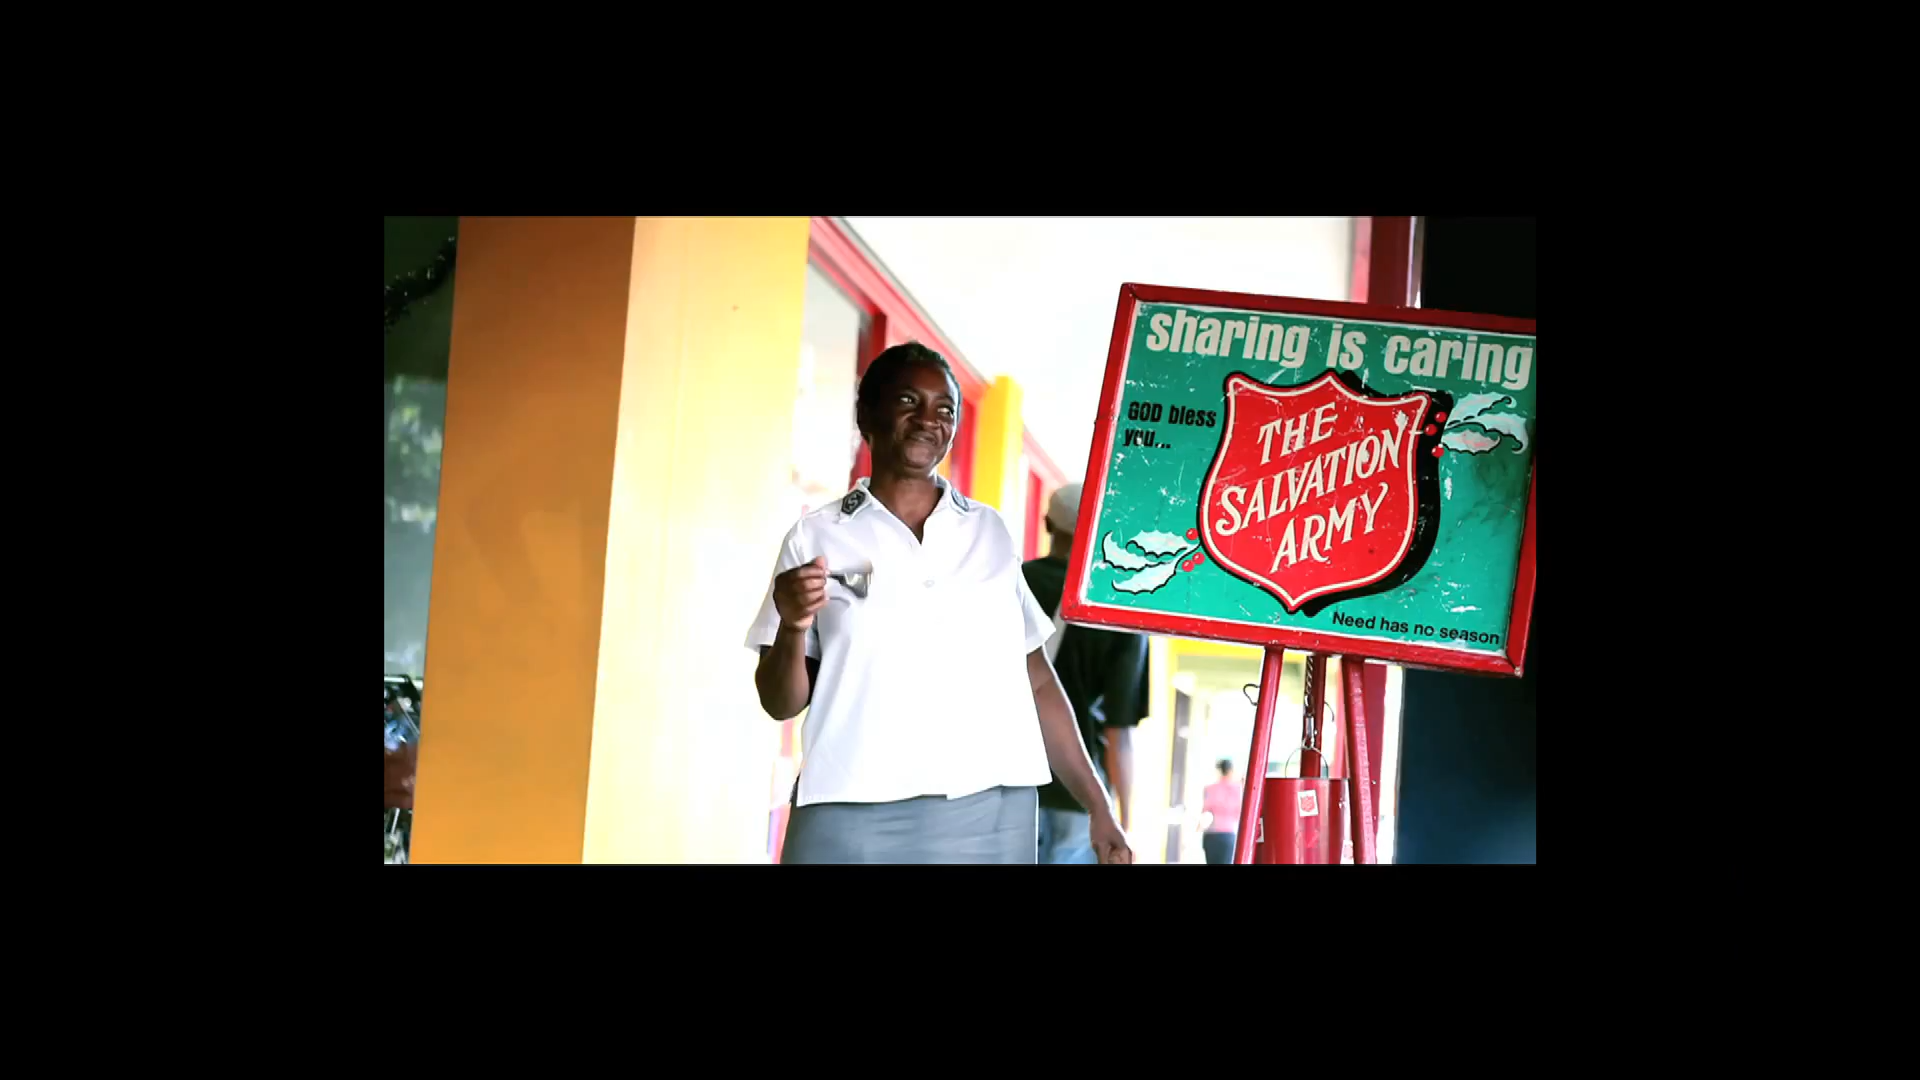 sharing is caring
GOD bless
you...
THE
SALVATION
ARMY
Need has no season